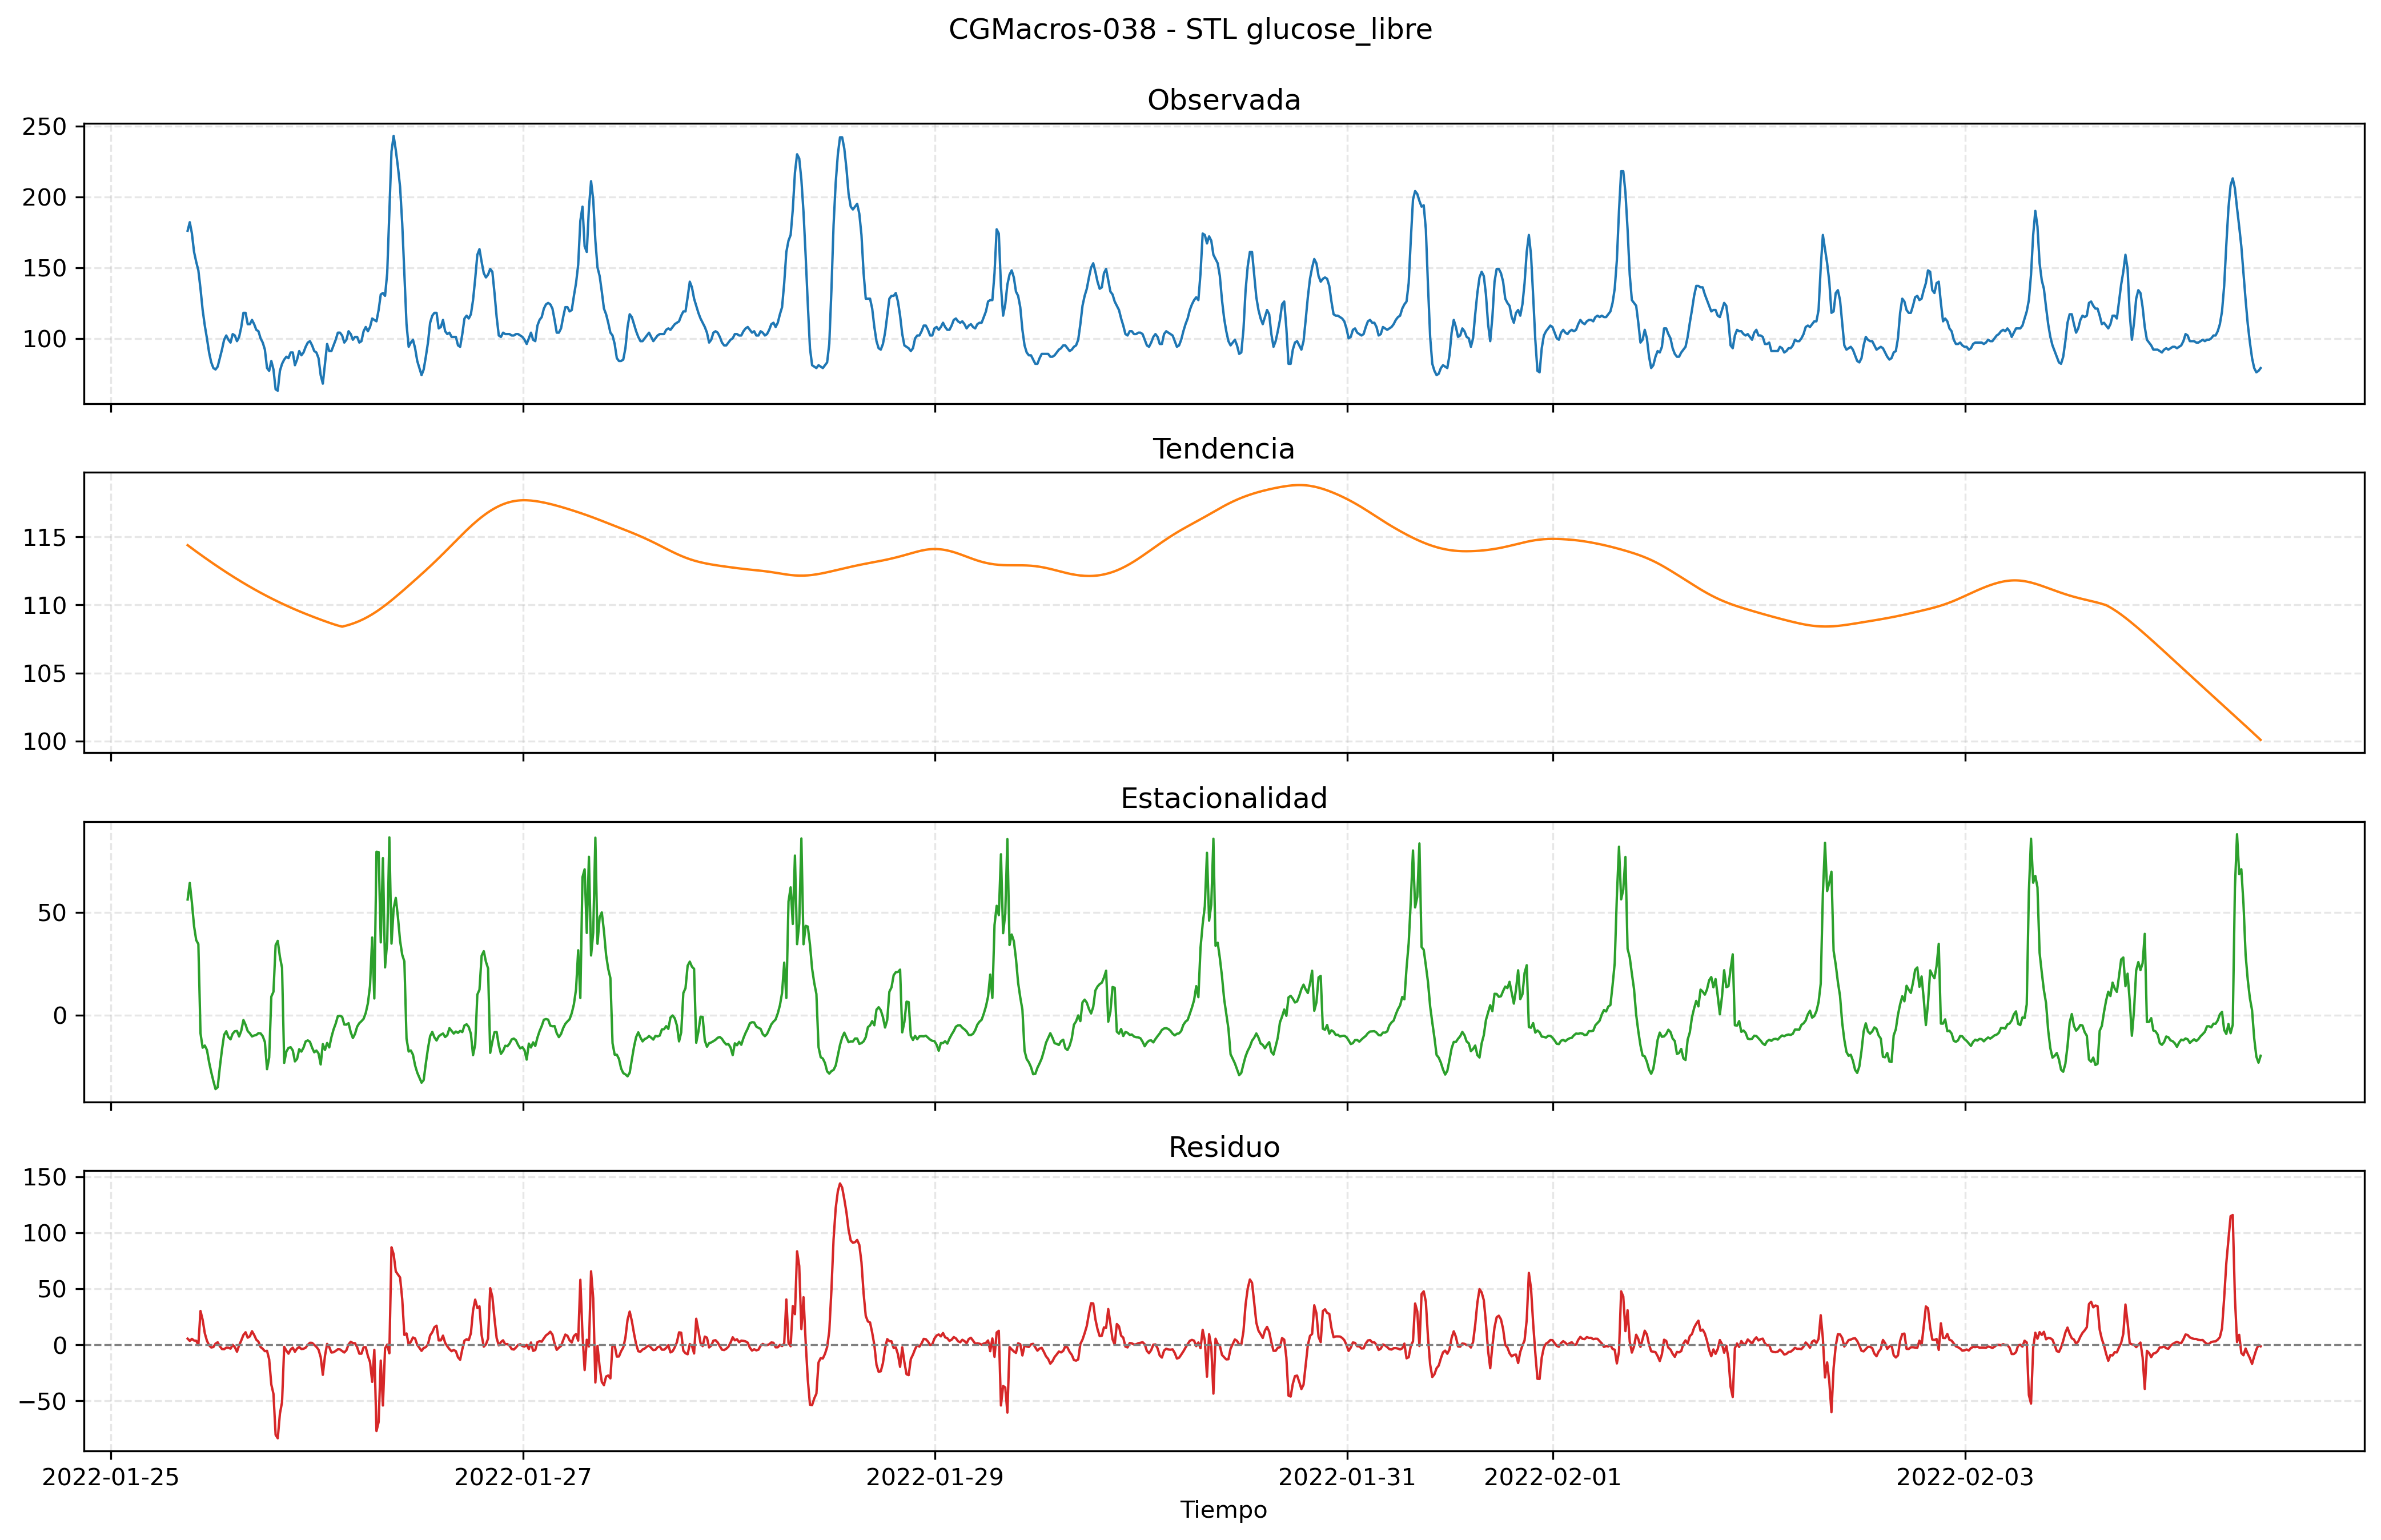 CGMacros-038 - STL glucose_libre
Observada
250
200
150
100
Tendencia
115
110
105
100
Estacionalidad
50
0
Residuo
150
100
50
0
−50
2022-01-25 2022-01-27 2022-01-29 2022-01-31 2022-02-01 2022-02-03
Tiempo